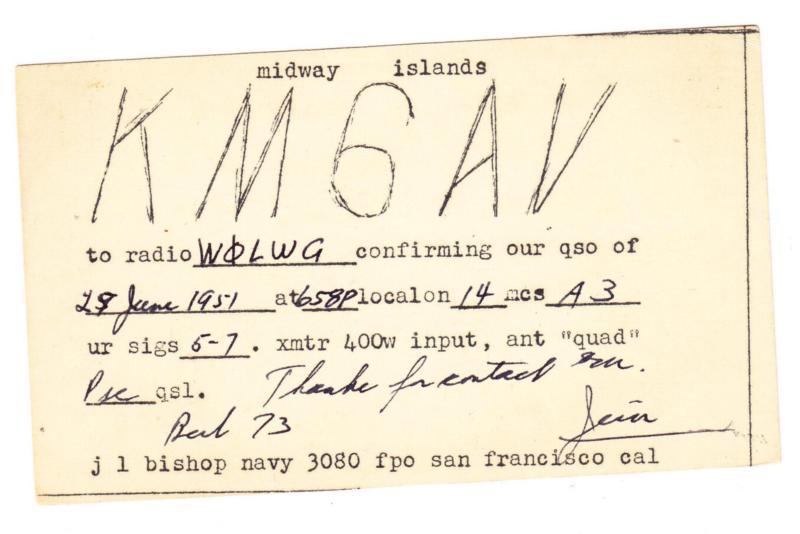 midway islands
KM6AV
to radio WØLWG confirming our qso of
June 1951 at 658P local on 14 mcs A3
ur sigs 5-7. xmtr 400w input, ant "quad"
Pse qsl. Thanks for contact
Best 73 Jim
j l bishop navy 3080 fpo san francisco cal